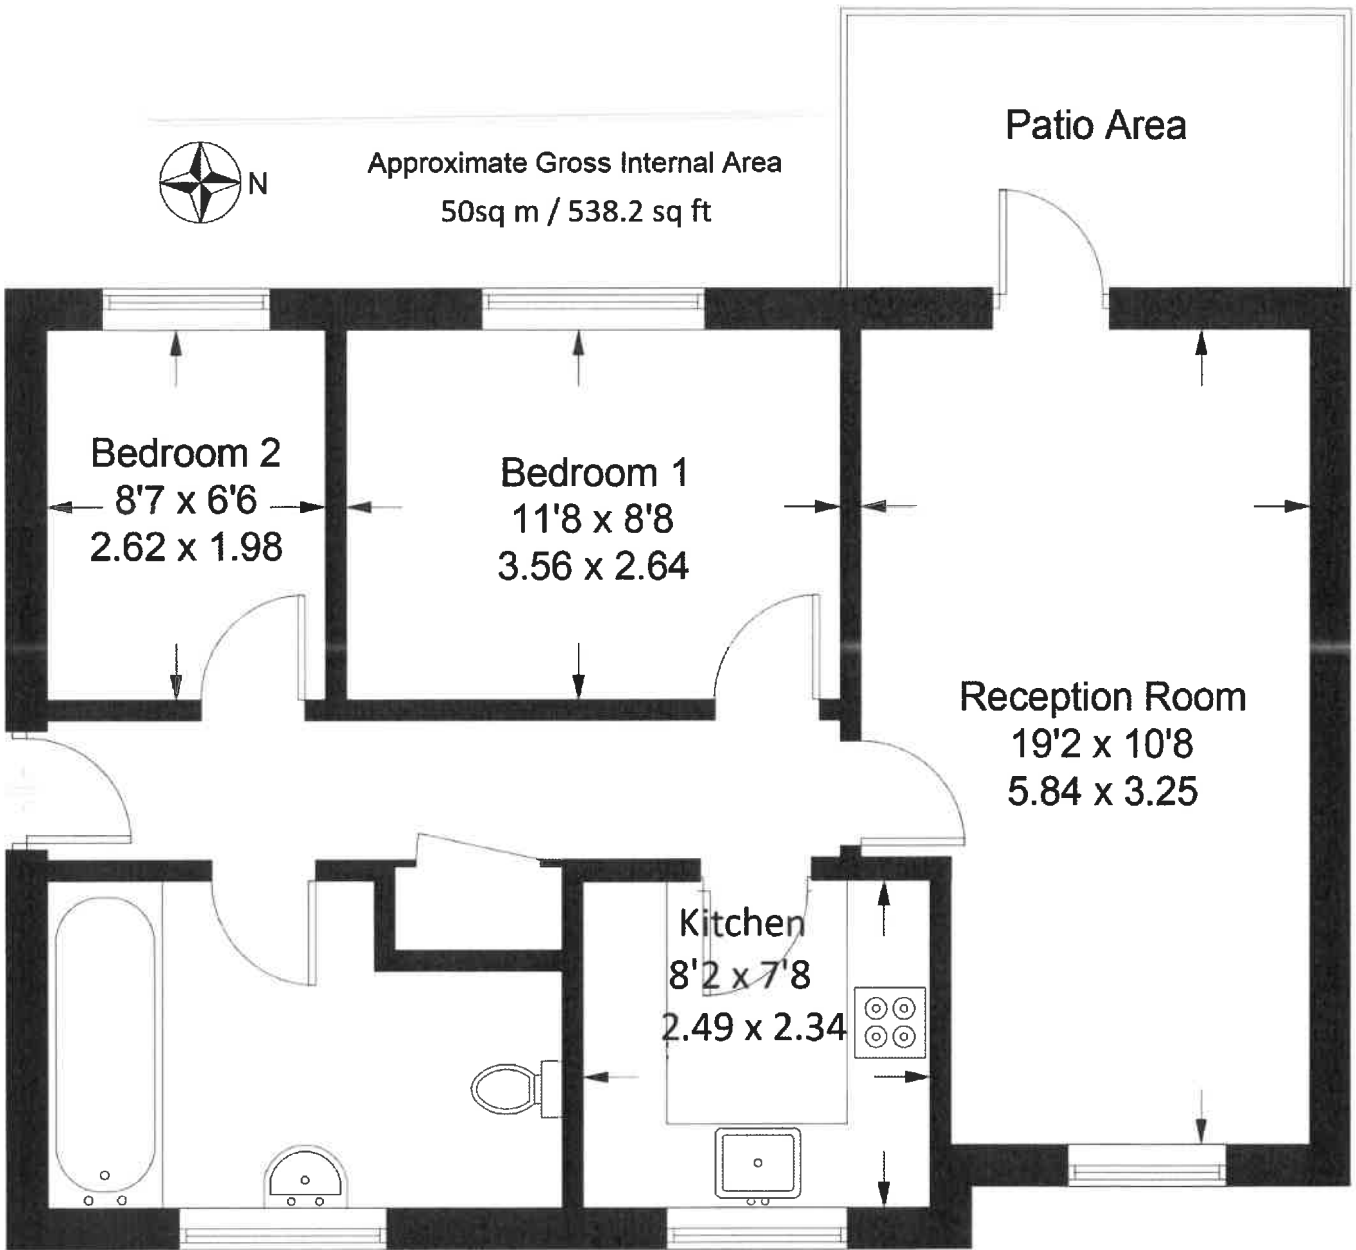 Patio Area
Approximate Gross Internal Area
50sq m / 538.2 sq ft
N
Bedroom 2
8'7 x 6'6
2.62 x 1.98
Bedroom 1
11'8 x 8'8
3.56 x 2.64
Reception Room
19'2 x 10'8
5.84 x 3.25
Kitchen
8'2 x 7'8
2.49 x 2.34